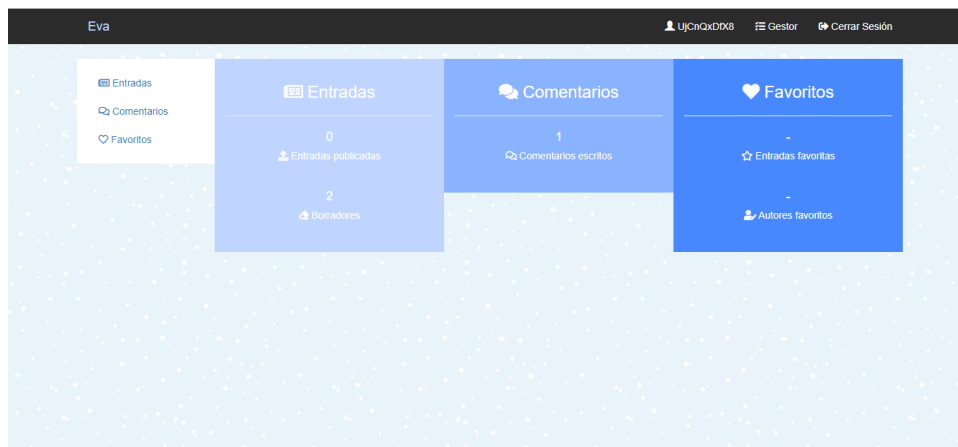 Eva
UjCnQxDfX8 Gestor Cerrar Sesión
Entradas
Comentarios
Favoritos
Entradas
0
Entradas publicadas
2
Borradores
Comentarios
1
Comentarios escritos
Favoritos
-
Entradas favoritas
-
Autores favoritos